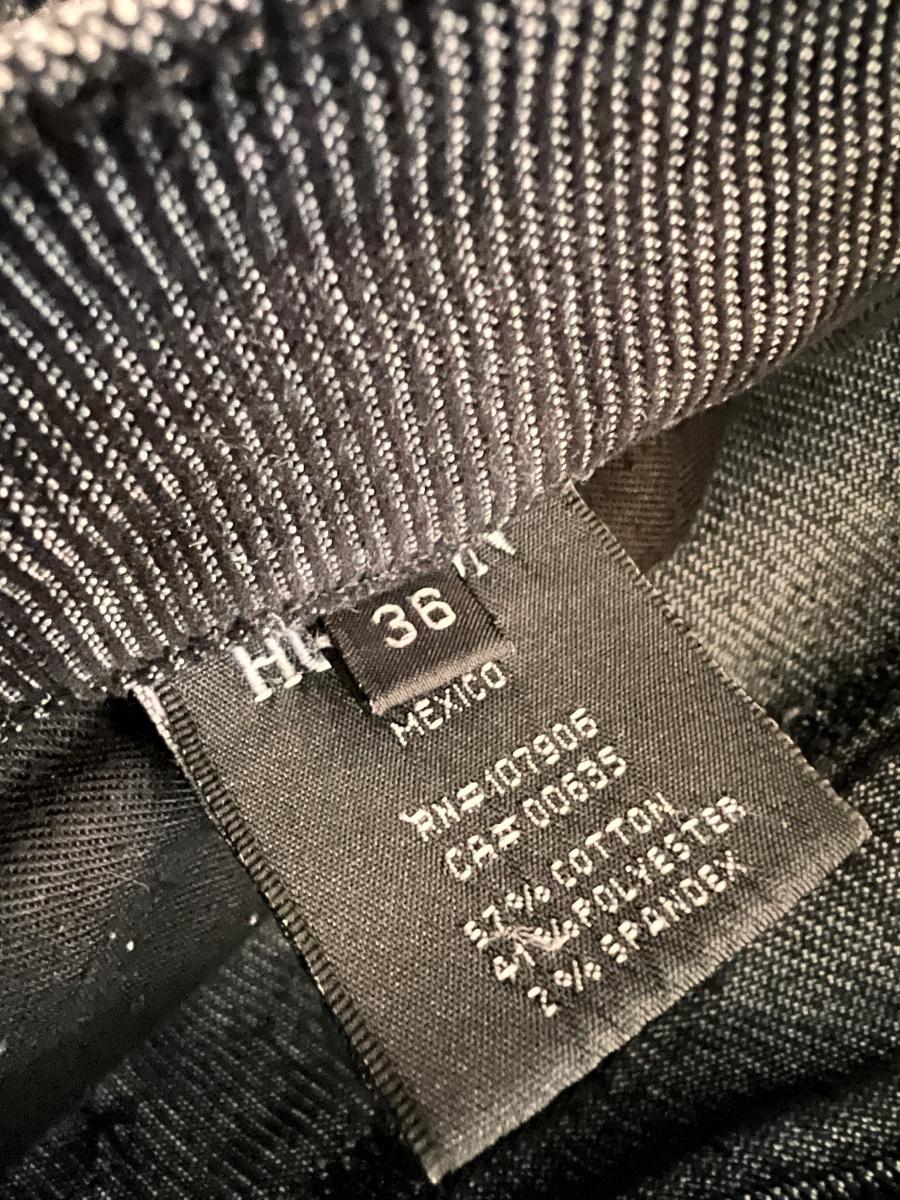 36
MEXICO
RN=107906
CA=00635
57% COTTON
41% POLYESTER
2% SPANDEX